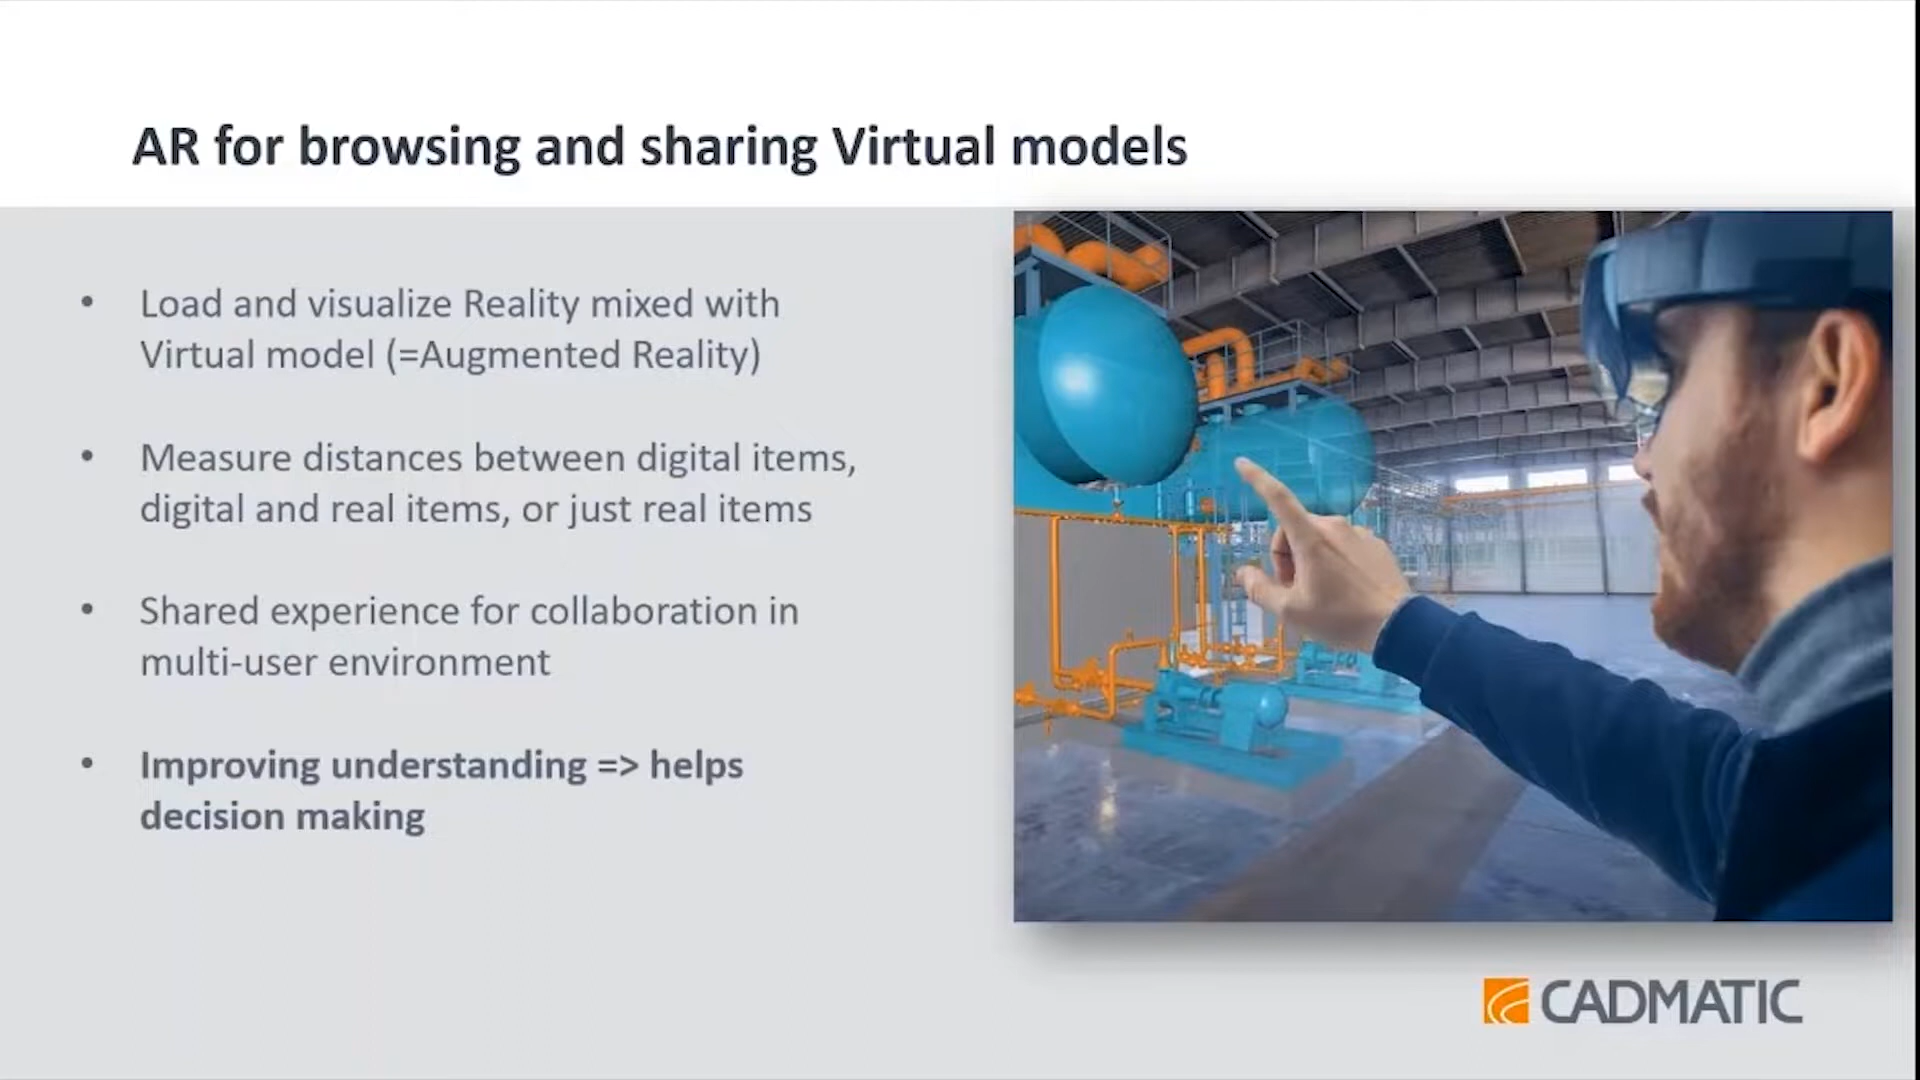 AR for browsing and sharing Virtual models
• Load and visualize Reality mixed with
Virtual model (=Augmented Reality)
• Measure distances between digital items,
digital and real items, or just real items
• Shared experience for collaboration in
multi-user environment
• Improving understanding => helps
decision making
CADMATIC